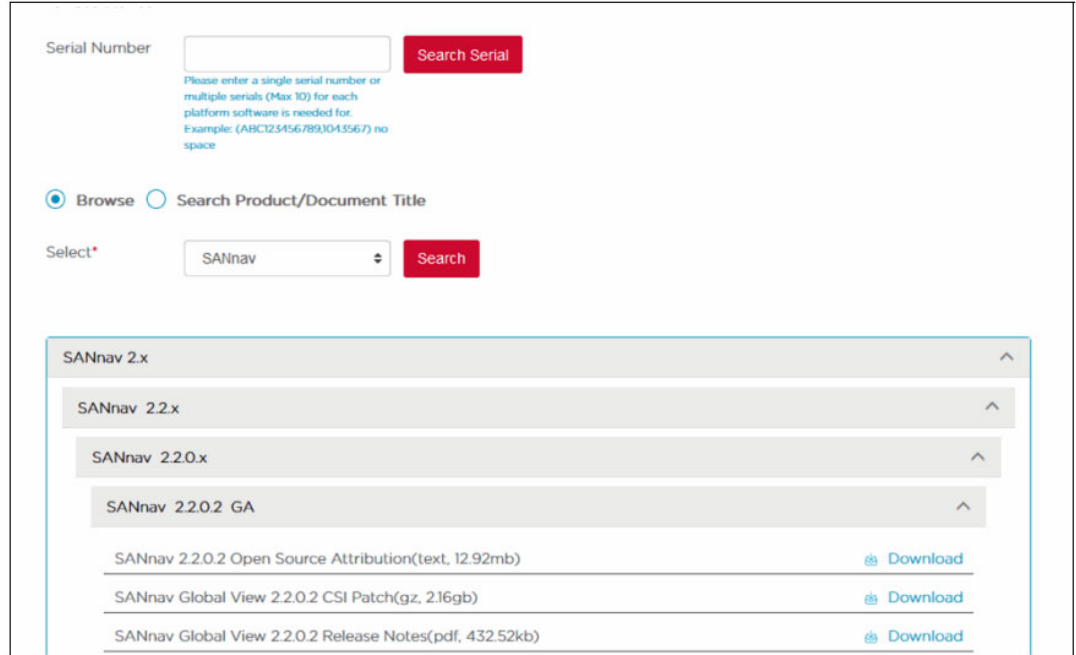 Serial Number
Search Serial
Please enter a single serial number or
multiple serials (Max 10) for each
platform software is needed for.
Example: (ABC123456789,1043567) no
space
Browse Search Product/Document Title
Select*
SANnav
Search
SANnav 2.x
SANnav 2.2.x
SANnav 2.2.0.x
SANnav 2.2.0.2 GA
SANnav 2.2.0.2 Open Source Attribution(text, 12.92mb) Download
SANnav Global View 2.2.0.2 CSI Patch(gz, 2.16gb) Download
SANnav Global View 2.2.0.2 Release Notes(pdf, 432.52kb) Download